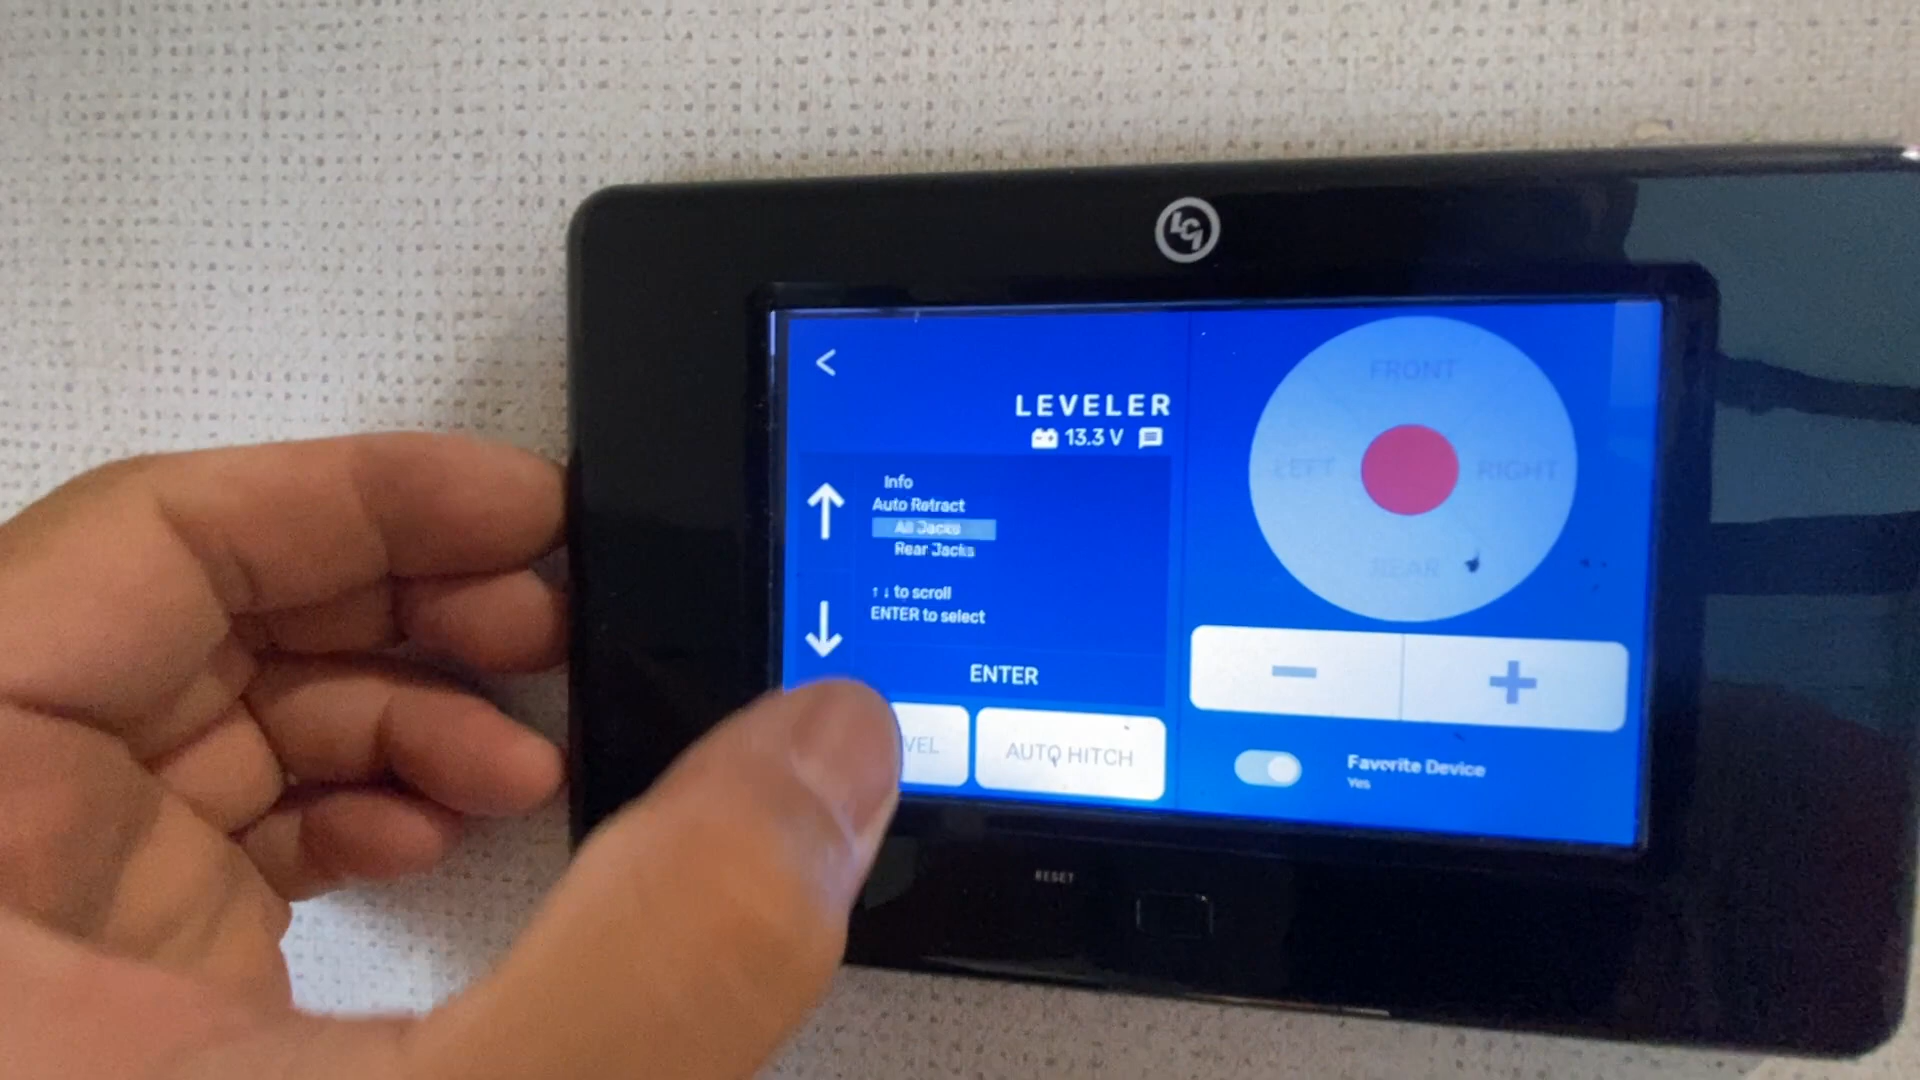 LCI
<
LEVELER
13.3 V
Info
Auto Retract
All Jacks
Rear Jacks
↑ ↓ to scroll
ENTER to select
ENTER
VEL
AUTO HITCH
FRONT
LEFT
RIGHT
REAR
− +
Favorite Device
Yes
RESET